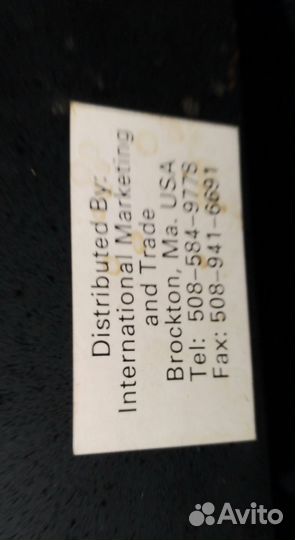 Distributed By:
International Marketing
and Trade
Brockton, Ma. USA
Tel: 508-584-9778
Fax: 508-941-6691
Avito